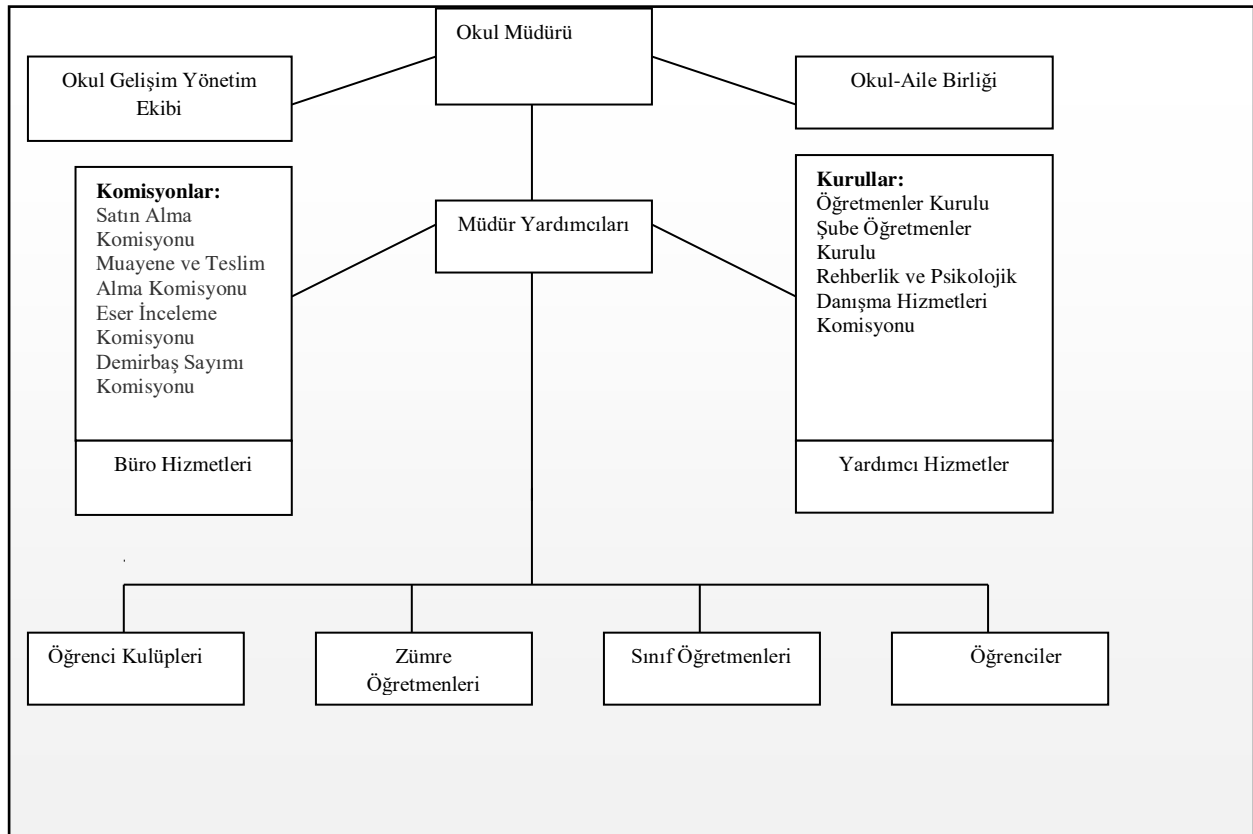 Okul Müdürü
Okul Gelişim Yönetim
Ekibi
Okul-Aile Birliği
Komisyonlar:
Satın Alma
Komisyonu
Muayene ve Teslim
Alma Komisyonu
Eser İnceleme
Komisyonu
Demirbaş Sayımı
Komisyonu
Müdür Yardımcıları
Kurullar:
Öğretmenler Kurulu
Şube Öğretmenler
Kurulu
Rehberlik ve Psikolojik
Danışma Hizmetleri
Komisyonu
Büro Hizmetleri
Yardımcı Hizmetler
Öğrenci Kulüpleri
Zümre
Öğretmenleri
Sınıf Öğretmenleri
Öğrenciler